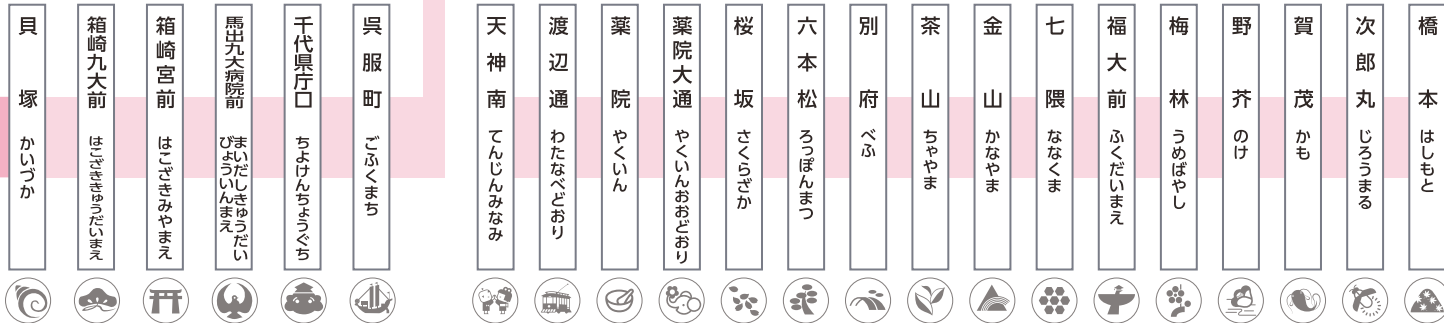 貝塚 かいづか
箱崎九大前 はこざききゅうだいまえ
箱崎宮前 はこざきみやまえ
馬出九大病院前 まいだしきゅうだい
びょういんまえ
千代県庁口 ちよけんちょうぐち
呉服町 ごふくまち
天神南 てんじんみなみ
渡辺通 わたなべどおり
薬院 やくいん
薬院大通 やくいんおおどおり
桜坂 さくらざか
六本松 ろっぽんまつ
別府 べふ
茶山 ちゃやま
金山 かなやま
七隈 ななくま
福大前 ふくだいまえ
梅林 うめばやし
野芥 のけ
賀茂 かも
次郎丸 じろうまる
橋本 はしもと